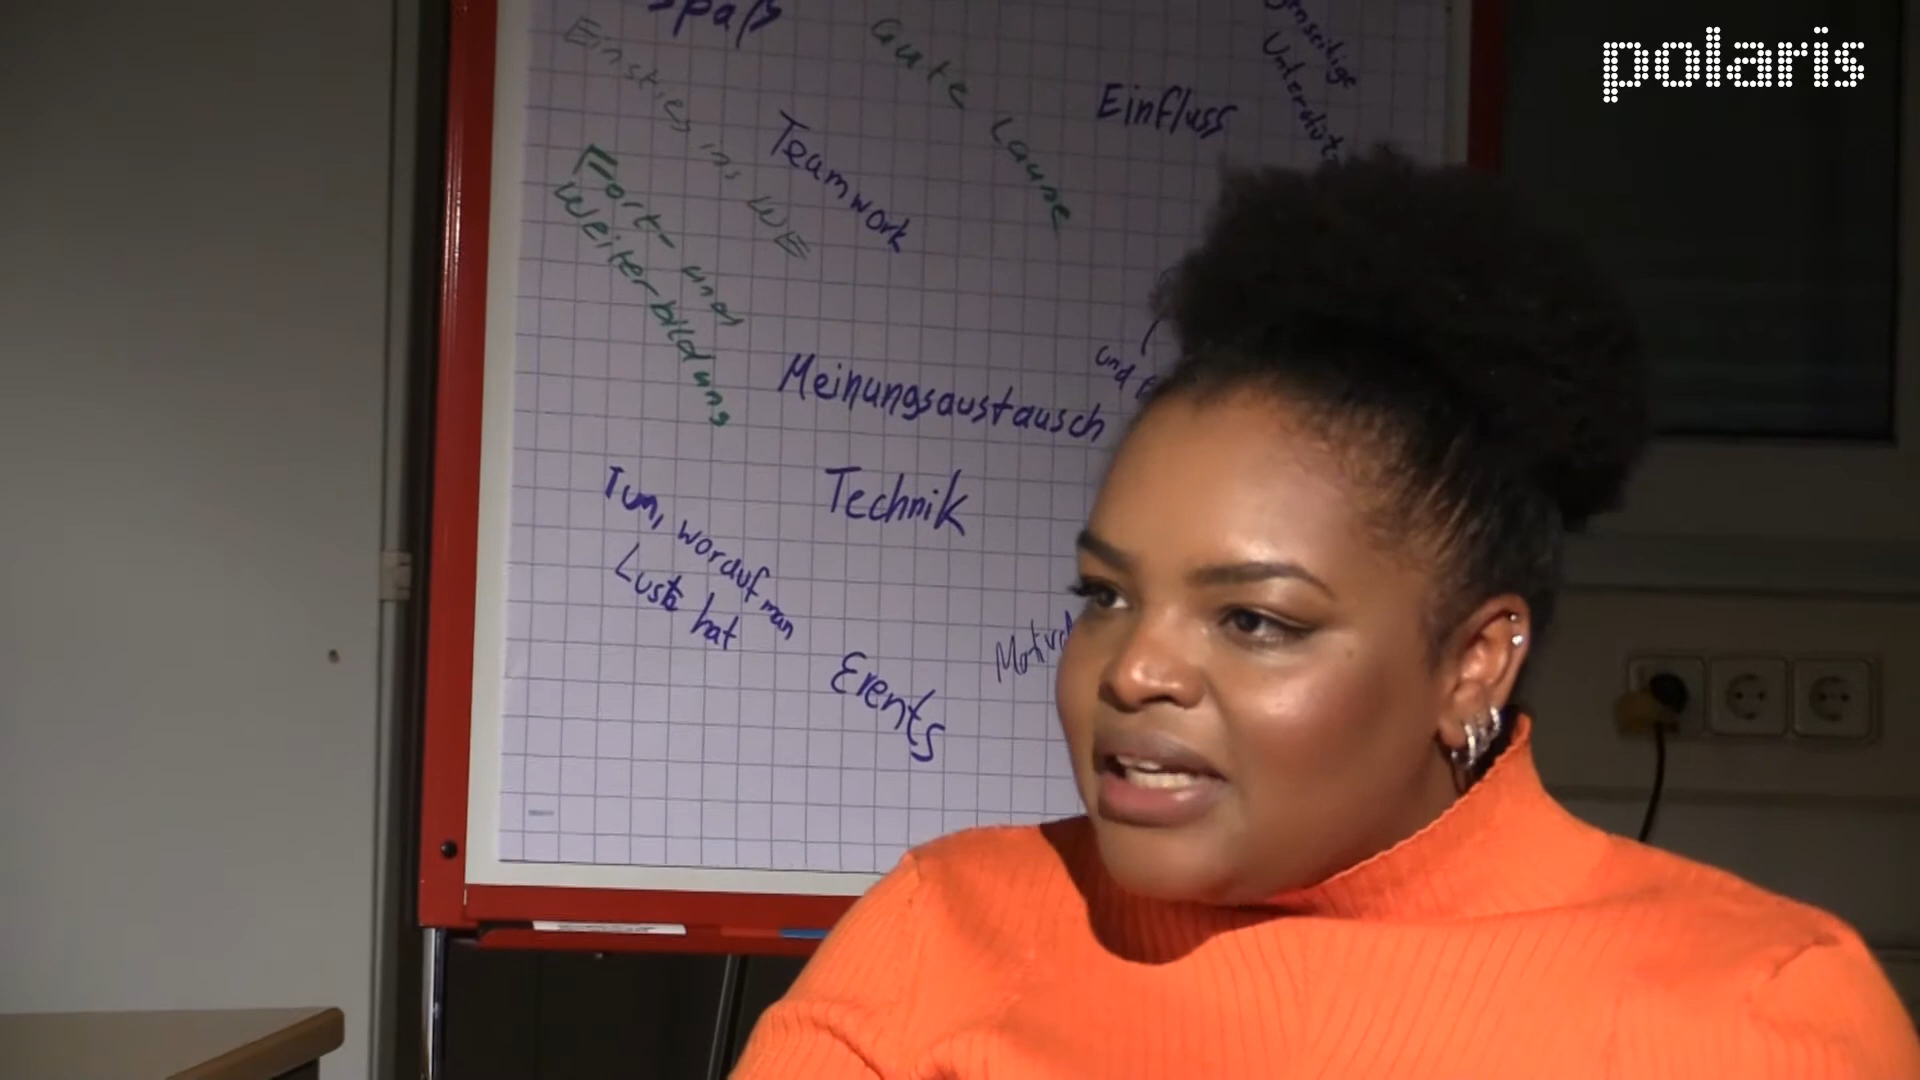 Spaß
Gute Laune
Einstieg ins WE
Teamwork
Einfluss
Fort- und
Weiterbildung
Meinungsaustausch
und
Technik
Tun, worauf man
Lust hat
Events
polaris